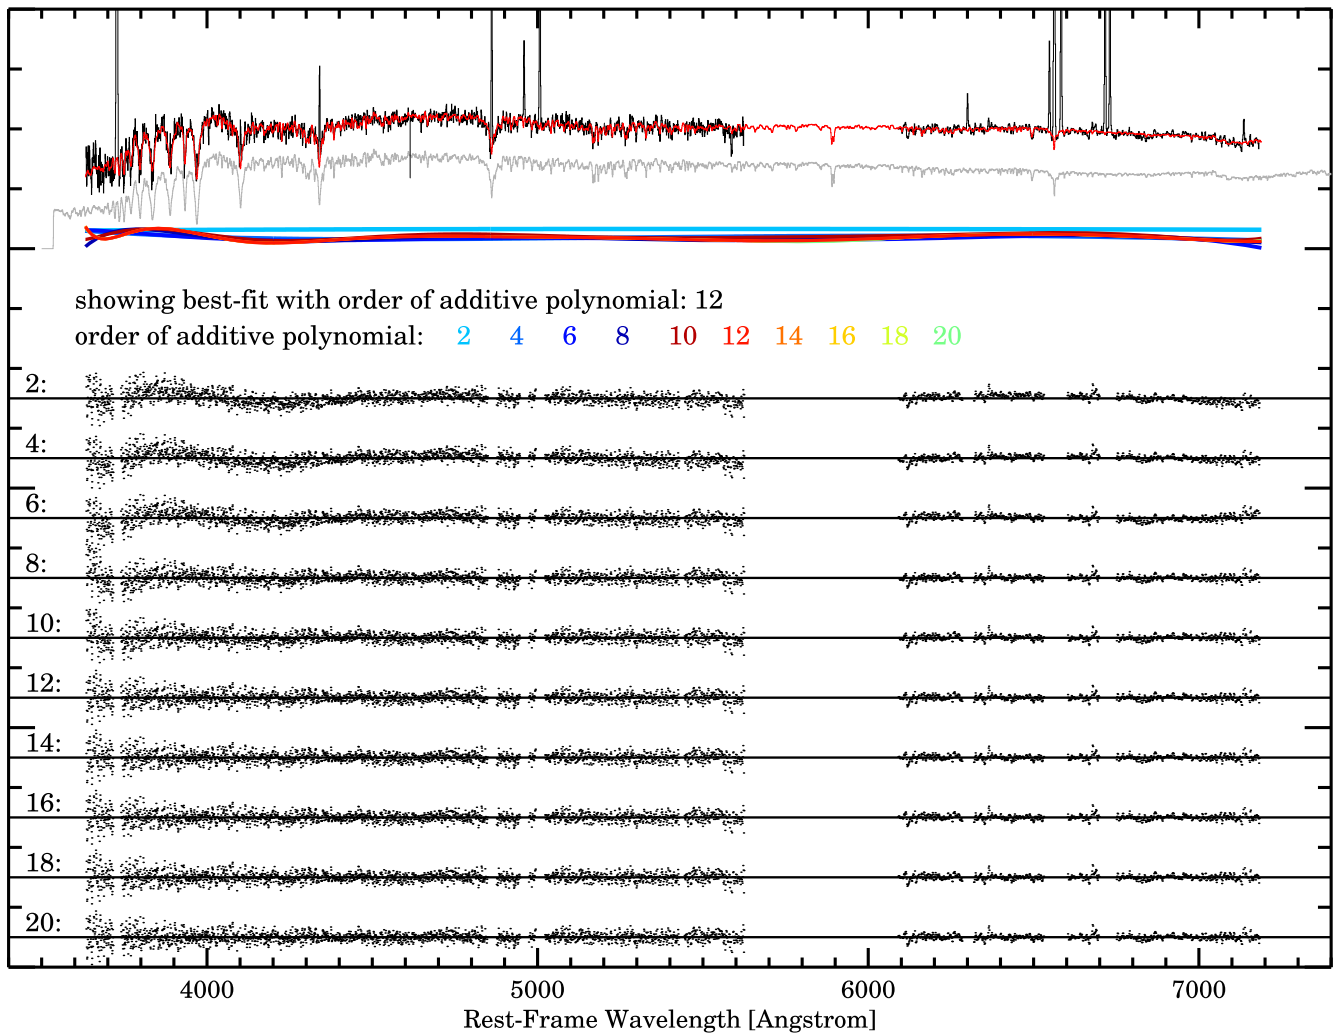 showing best-fit with order of additive polynomial: 12
order of additive polynomial: 2 4 6 8 10 12 14 16 18 20
2:
4:
6:
8:
10:
12:
14:
16:
18:
20:
4000 5000 6000 7000
Rest-Frame Wavelength [Angstrom]